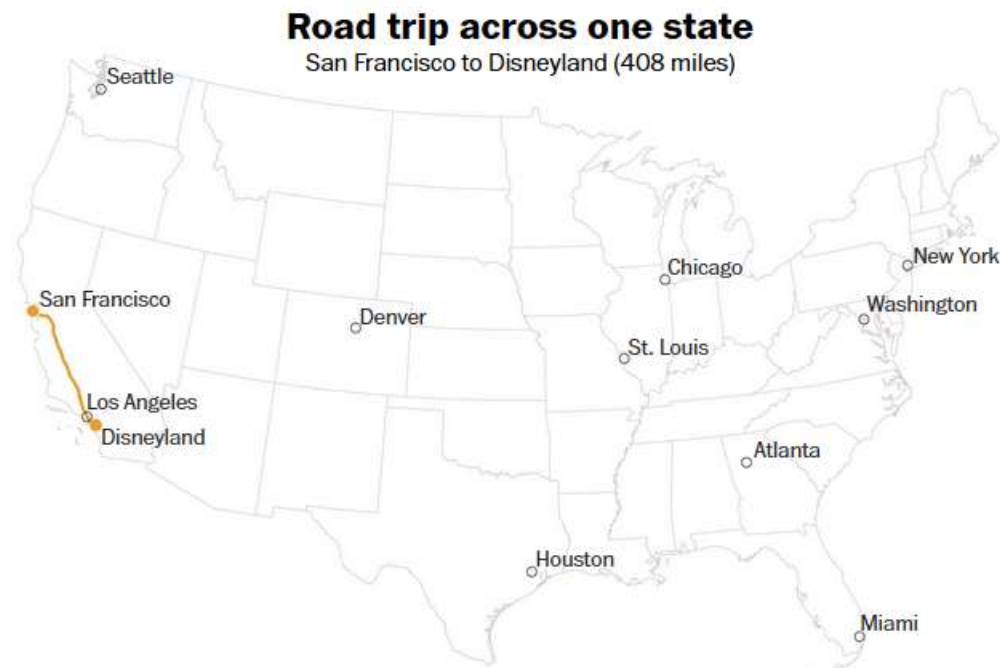 Road trip across one state
San Francisco to Disneyland (408 miles)
Seattle
New York
Chicago
San Francisco
Washington
Denver
St. Louis
Los Angeles
Disneyland
Atlanta
Houston
Miami